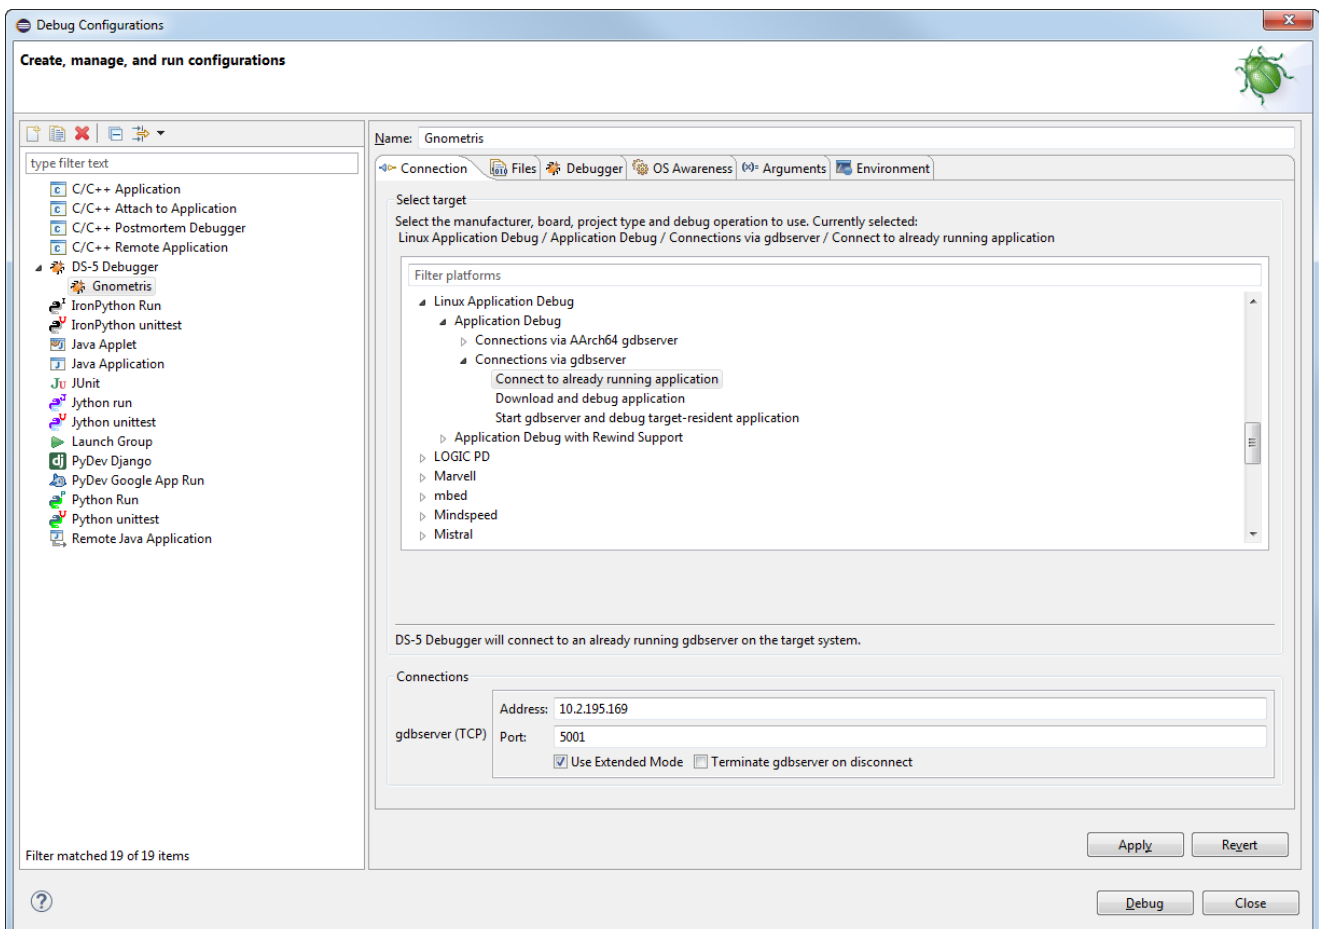 Debug Configurations
Create, manage, and run configurations
type filter text
C/C++ Application
C/C++ Attach to Application
C/C++ Postmortem Debugger
C/C++ Remote Application
DS-5 Debugger
Gnometris
IronPython Run
IronPython unittest
Java Applet
Java Application
JUnit
Jython run
Jython unittest
Launch Group
PyDev Django
PyDev Google App Run
Python Run
Python unittest
Remote Java Application
Filter matched 19 of 19 items
Name: Gnometris
Connection Files Debugger OS Awareness (x)= Arguments Environment
Select target
Select the manufacturer, board, project type and debug operation to use. Currently selected:
Linux Application Debug / Application Debug / Connections via gdbserver / Connect to already running application
Filter platforms
Linux Application Debug
Application Debug
Connections via AArch64 gdbserver
Connections via gdbserver
Connect to already running application
Download and debug application
Start gdbserver and debug target-resident application
Application Debug with Rewind Support
LOGIC PD
Marvell
mbed
Mindspeed
Mistral
DS-5 Debugger will connect to an already running gdbserver on the target system.
Connections
gdbserver (TCP)
Address: 10.2.195.169
Port: 5001
Use Extended Mode Terminate gdbserver on disconnect
Apply Revert
Debug Close